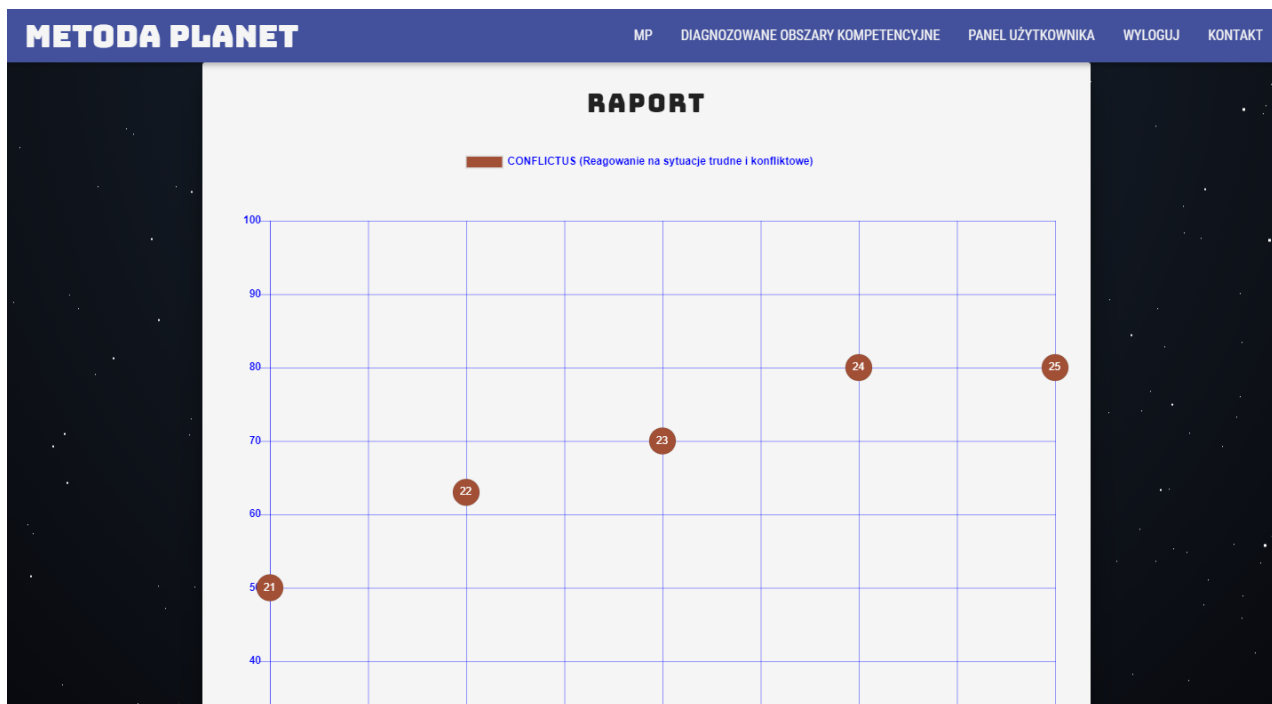 METODA PLANET
MP DIAGNOZOWANE OBSZARY KOMPETENCYJNE PANEL UŻYTKOWNIKA WYLOGUJ KONTAKT
RAPORT
CONFLICTUS (Reagowanie na sytuacje trudne i konfliktowe)
100
90
80 24 25
70 23
22
60
21
40